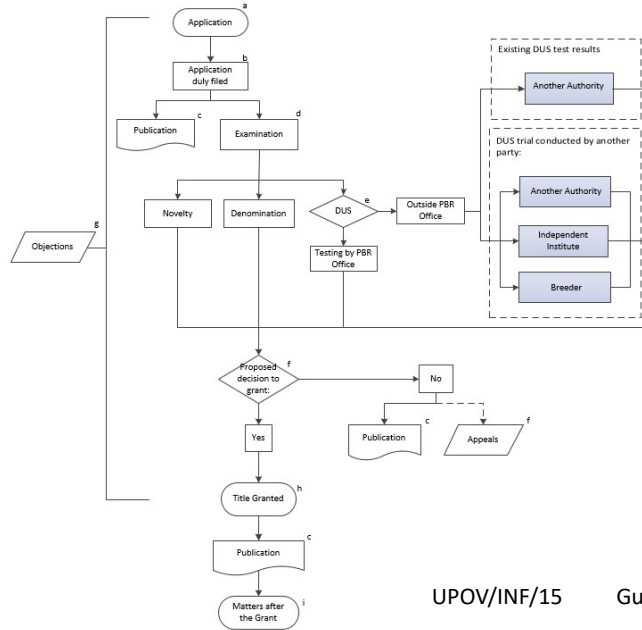 a
Application
b
Application
duly filed
c
Publication
d
Examination
Novelty
Denomination
e
DUS
Outside PBR
Office
Testing by PBR
Office
Existing DUS test results
Another Authority
DUS trial conducted by another
party:
Another Authority
Independent
Institute
Breeder
g
Objections
f
Proposed
decision to
grant:
No
c
Publication
f
Appeals
Yes
h
Title Granted
c
Publication
i
Matters after
the Grant
UPOV/INF/15 Gu